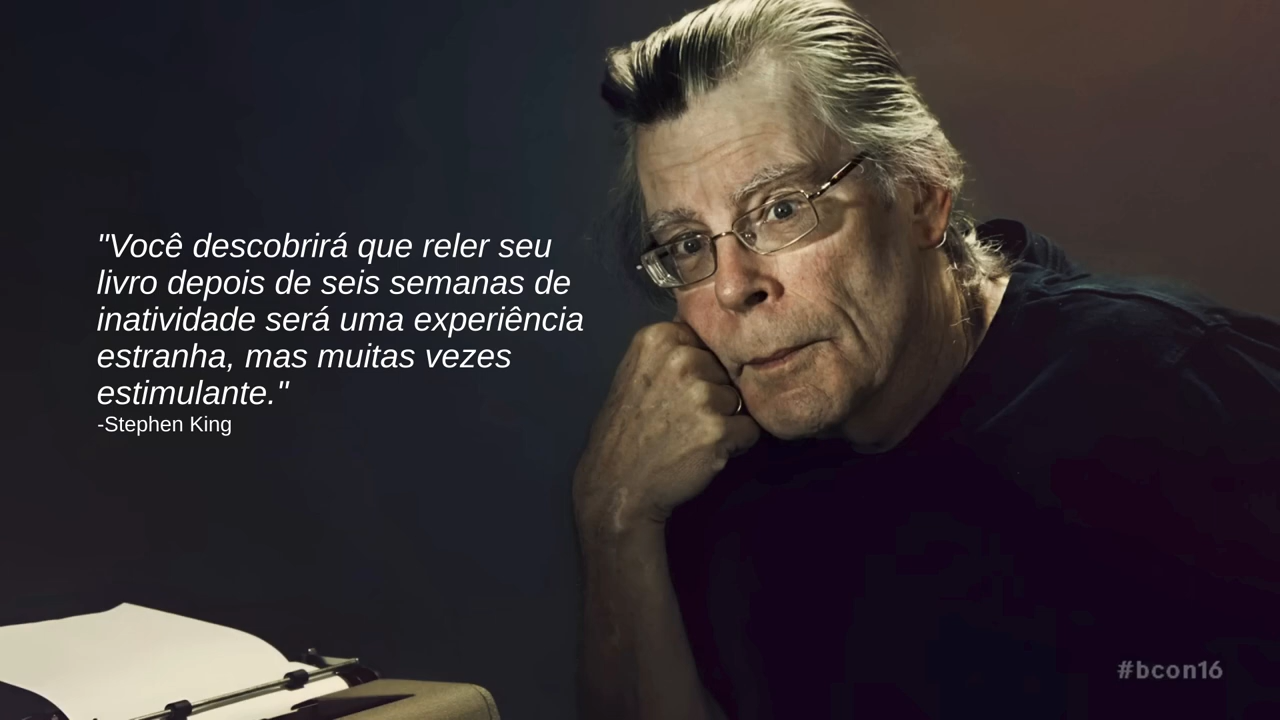 "Você descobrirá que reler seu
livro depois de seis semanas de
inatividade será uma experiência
estranha, mas muitas vezes
estimulante."
-Stephen King
#bcon16